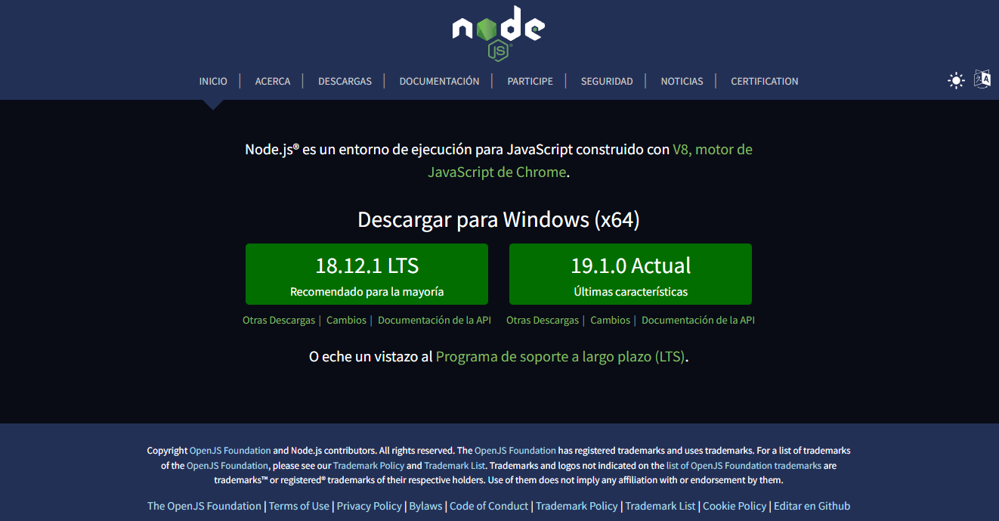 node
JS
INICIO | ACERCA | DESCARGAS | DOCUMENTACIÓN | PARTICIPE | SEGURIDAD | NOTICIAS | CERTIFICATION
Node.js® es un entorno de ejecución para JavaScript construido con V8, motor de
JavaScript de Chrome.
Descargar para Windows (x64)
18.12.1 LTS
Recomendado para la mayoría
19.1.0 Actual
Últimas características
Otras Descargas | Cambios | Documentación de la API
Otras Descargas | Cambios | Documentación de la API
O eche un vistazo al Programa de soporte a largo plazo (LTS).
Copyright OpenJS Foundation and Node.js contributors. All rights reserved. The OpenJS Foundation has registered trademarks and uses trademarks. For a list of trademarks
of the OpenJS Foundation, please see our Trademark Policy and Trademark List. Trademarks and logos not indicated on the list of OpenJS Foundation trademarks are
trademarks™ or registered® trademarks of their respective holders. Use of them does not imply any affiliation with or endorsement by them.
The OpenJS Foundation | Terms of Use | Privacy Policy | Bylaws | Code of Conduct | Trademark Policy | Trademark List | Cookie Policy | Editar en Github